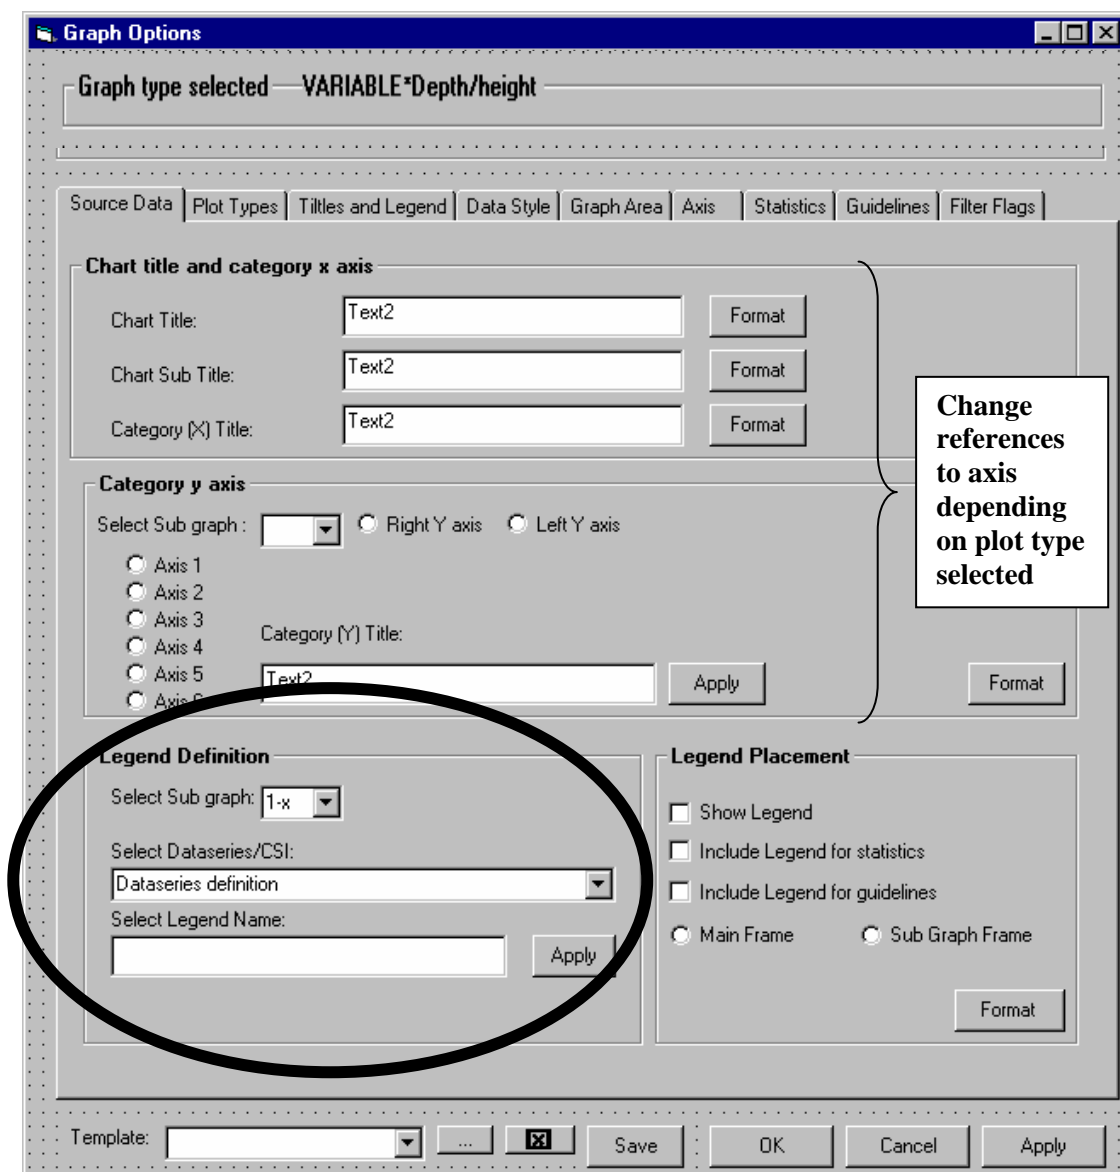 Graph Options
Graph type selected VARIABLE*Depth/height
Source Data Plot Types Tiltles and Legend Data Style Graph Area Axis Statistics Guidelines Filter Flags
Chart title and category x axis
Chart Title: Text2 Format
Chart Sub Title: Text2 Format
Category (X) Title: Text2 Format
Change
references
to axis
depending
on plot type
selected
Category y axis
Select Sub graph : Right Y axis Left Y axis
Axis 1
Axis 2
Axis 3
Axis 4
Category (Y) Title:
Axis 5 Text2 Apply Format
Axis
Legend Definition
Select Sub graph: 1-x
Select Dataseries/CSI:
Dataseries definition
Select Legend Name:
Apply
Legend Placement
Show Legend
Include Legend for statistics
Include Legend for guidelines
Main Frame Sub Graph Frame
Format
Template: ... Save OK Cancel Apply